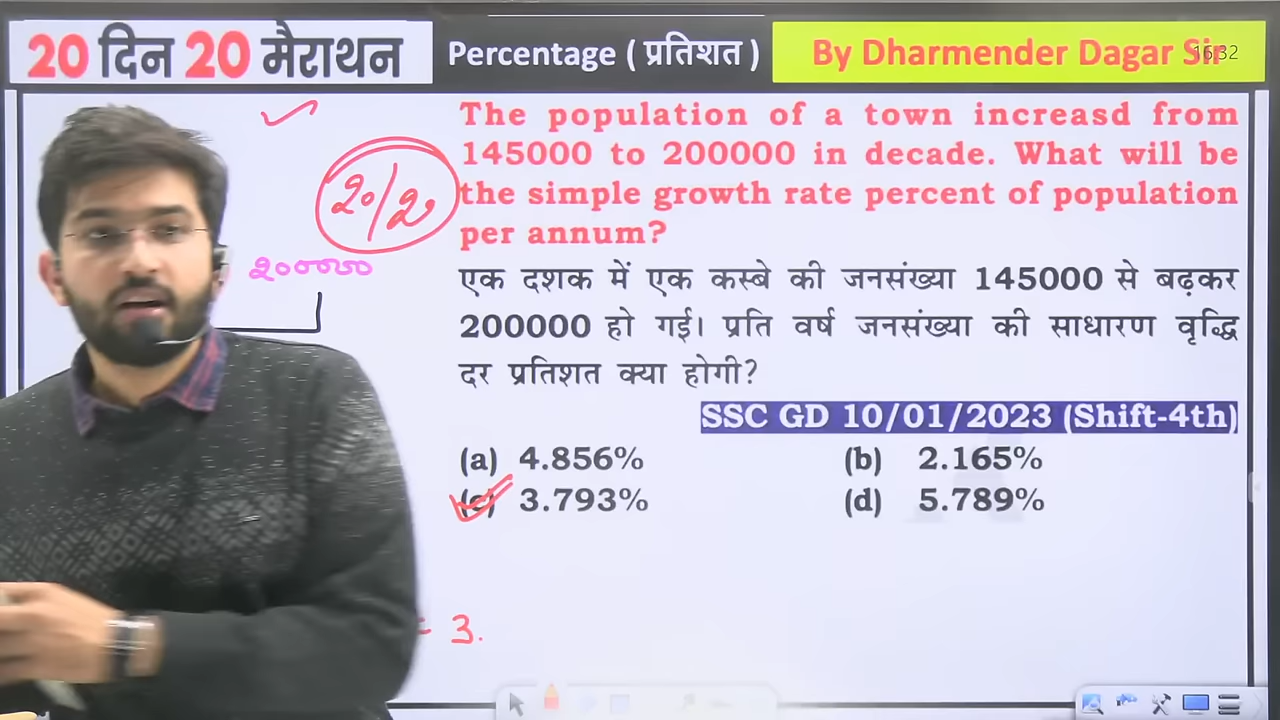 20 दिन 20 मैराथन
Percentage ( प्रतिशत )
By Dharmender Dagar Sir
16:32
The population of a town increasd from
145000 to 200000 in decade. What will be
the simple growth rate percent of population
per annum?
20/20
200000
एक दशक में एक कस्बे की जनसंख्या 145000 से बढ़कर
200000 हो गई। प्रति वर्ष जनसंख्या की साधारण वृद्धि
दर प्रतिशत क्या होगी?
SSC GD 10/01/2023 (Shift-4th)
(a) 4.856% (b) 2.165%
(c) 3.793% (d) 5.789%
= 3.